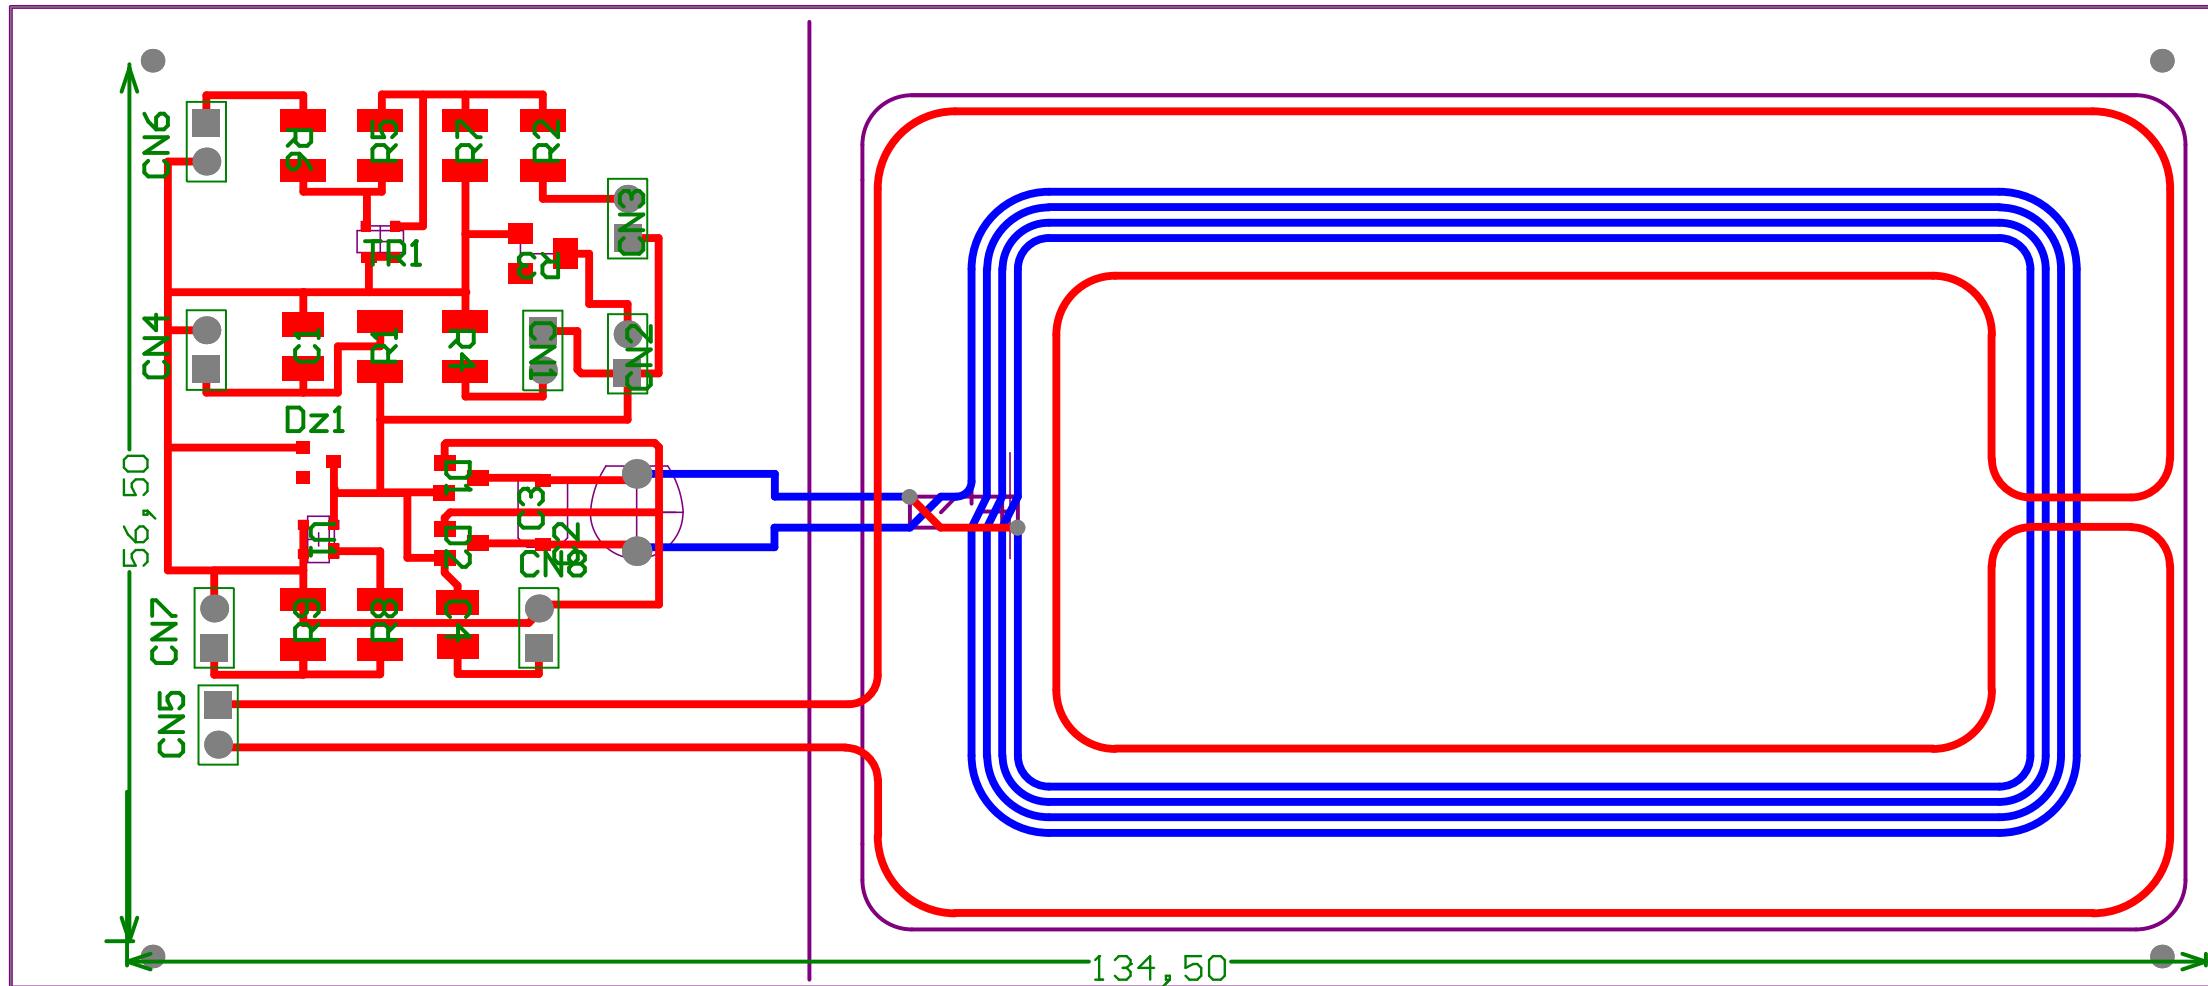 CN6
R6
R5
R7
R2
CN3
TR1
R3
CN4
C1
R1
R4
CN1
CN2
Dz1
56,50
D1
C3
D2
CN8
CN7
R9
R8
C4
CN5
134,50